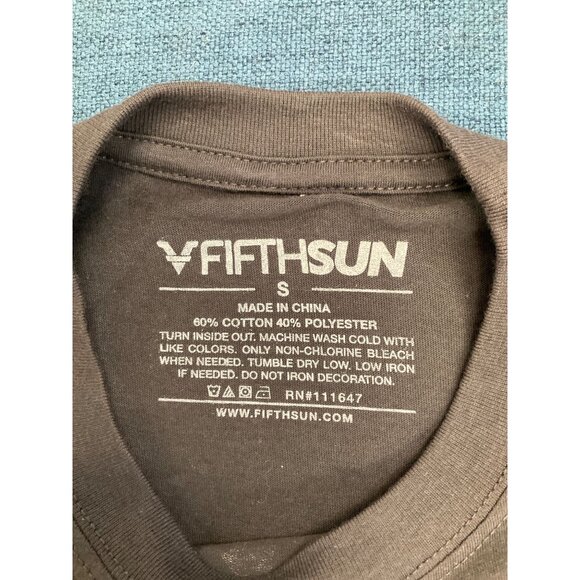 FIFTHSUN
S
MADE IN CHINA
60% COTTON 40% POLYESTER
TURN INSIDE OUT. MACHINE WASH COLD WITH
LIKE COLORS. ONLY NON-CHLORINE BLEACH
WHEN NEEDED. TUMBLE DRY LOW. LOW IRON
IF NEEDED. DO NOT IRON DECORATION.
RN#111647
WWW.FIFTHSUN.COM